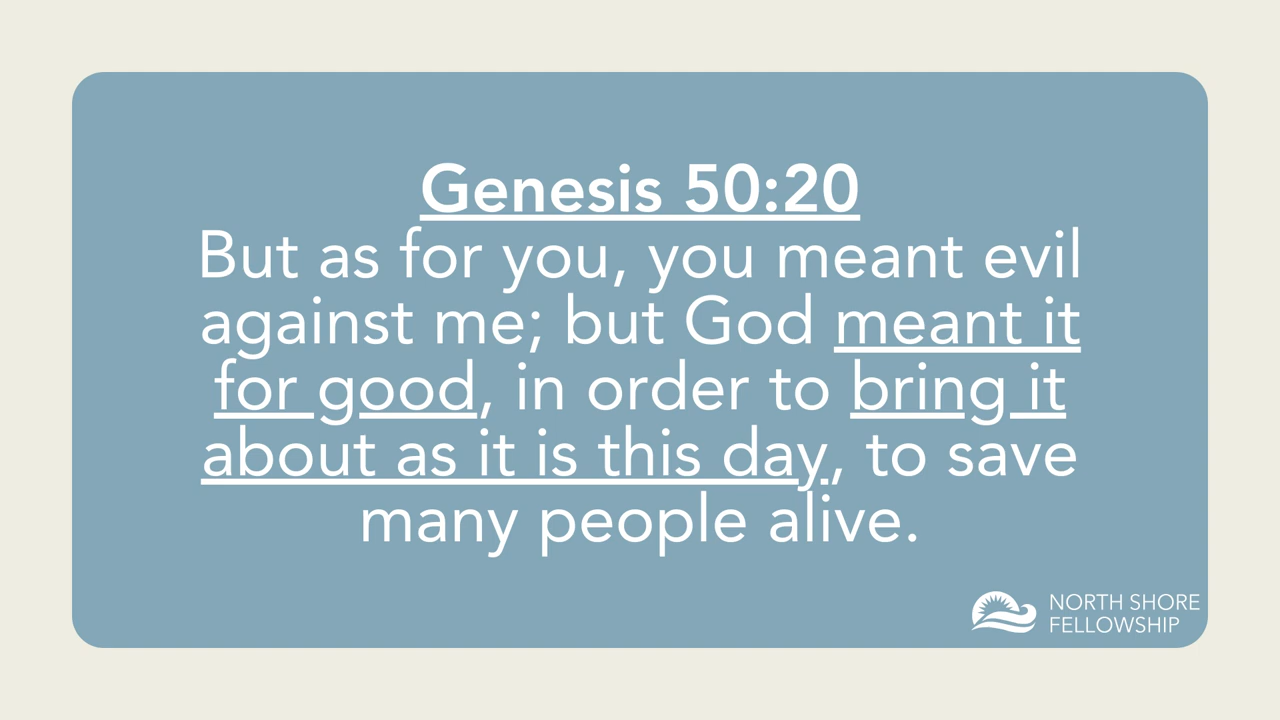 Genesis 50:20
But as for you, you meant evil
against me; but God meant it
for good, in order to bring it
about as it is this day, to save
many people alive.
NORTH SHORE
FELLOWSHIP